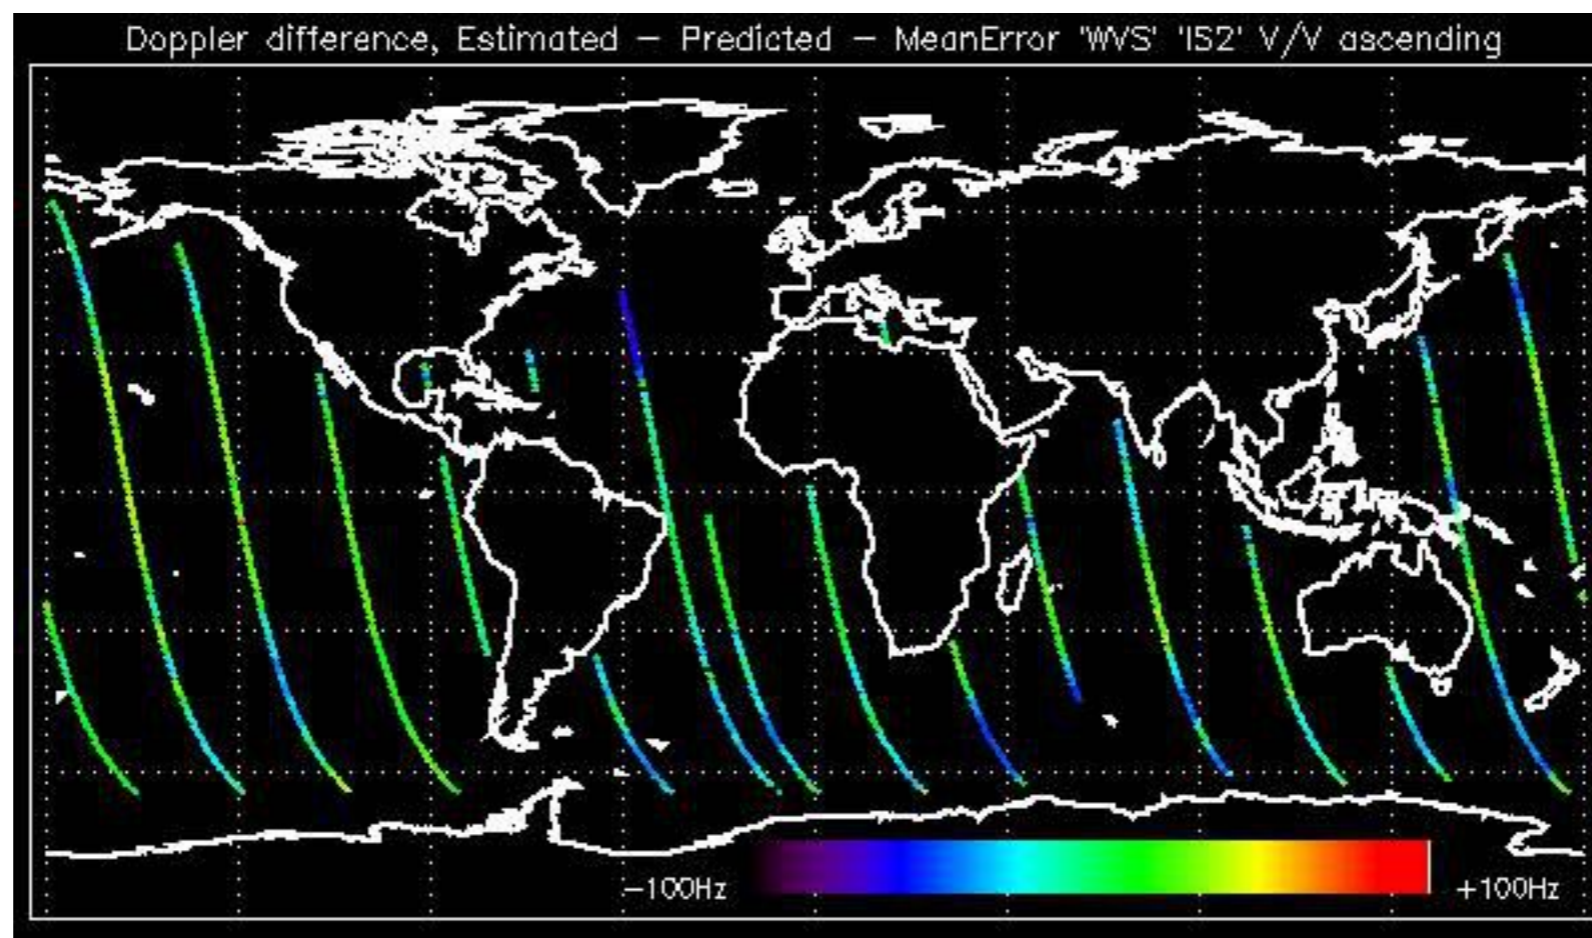 Doppler difference, Estimated – Predicted – MeanError 'WVS' 'IS2' V/V ascending
-100Hz
+100Hz